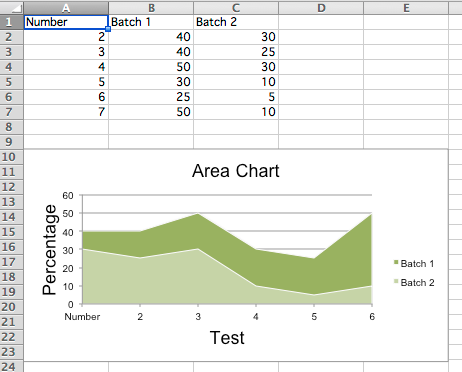 A B C D E
1 Number Batch 1 Batch 2
2 2 40 30
3 3 40 25
4 4 50 30
5 5 30 10
6 6 25 5
7 7 50 10
8
9
10
11 Area Chart
12
13 60
14 50
15 40
16 30
17 20 Batch 1
18 10 Batch 2
19 0
Percentage
20 Number 2 3 4 5 6
21 Test
22
23
24